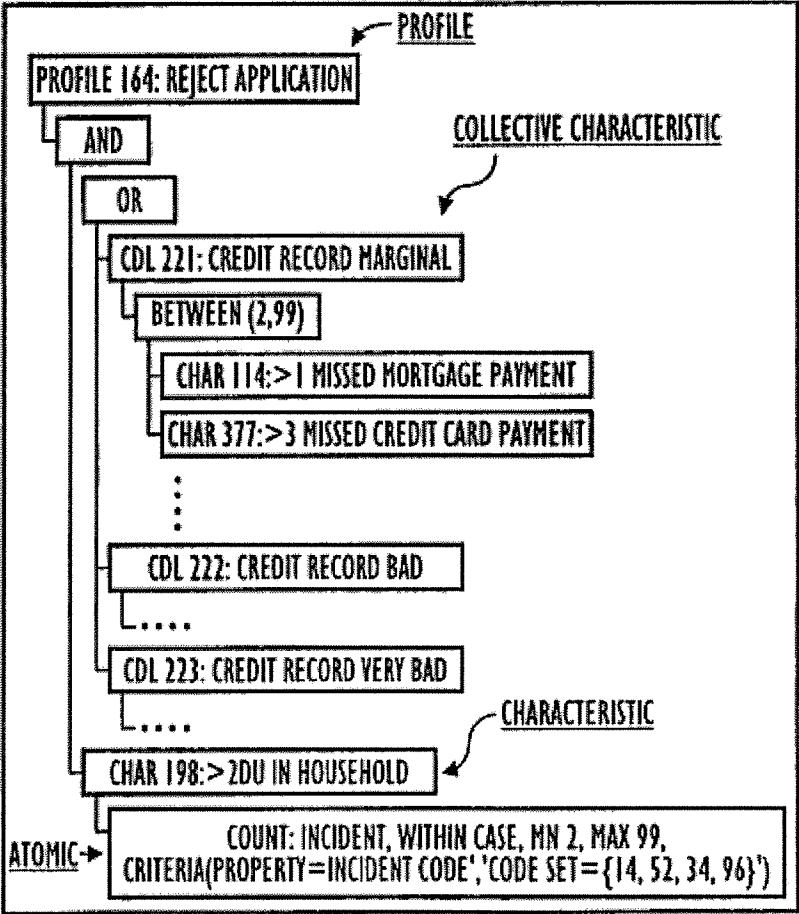 PROFILE
PROFILE 164: REJECT APPLICATION
AND
COLLECTIVE CHARACTERISTIC
OR
CDL 221: CREDIT RECORD MARGINAL
BETWEEN (2,99)
CHAR 114:>1 MISSED MORTGAGE PAYMENT
CHAR 377:>3 MISSED CREDIT CARD PAYMENT
CDL 222: CREDIT RECORD BAD
....
CDL 223: CREDIT RECORD VERY BAD
....
CHARACTERISTIC
CHAR 198:>2DU IN HOUSEHOLD
COUNT: INCIDENT, WITHIN CASE, MN 2, MAX 99,
ATOMIC
CRITERIA(PROPERTY=INCIDENT CODE','CODE SET={14, 52, 34, 96}')